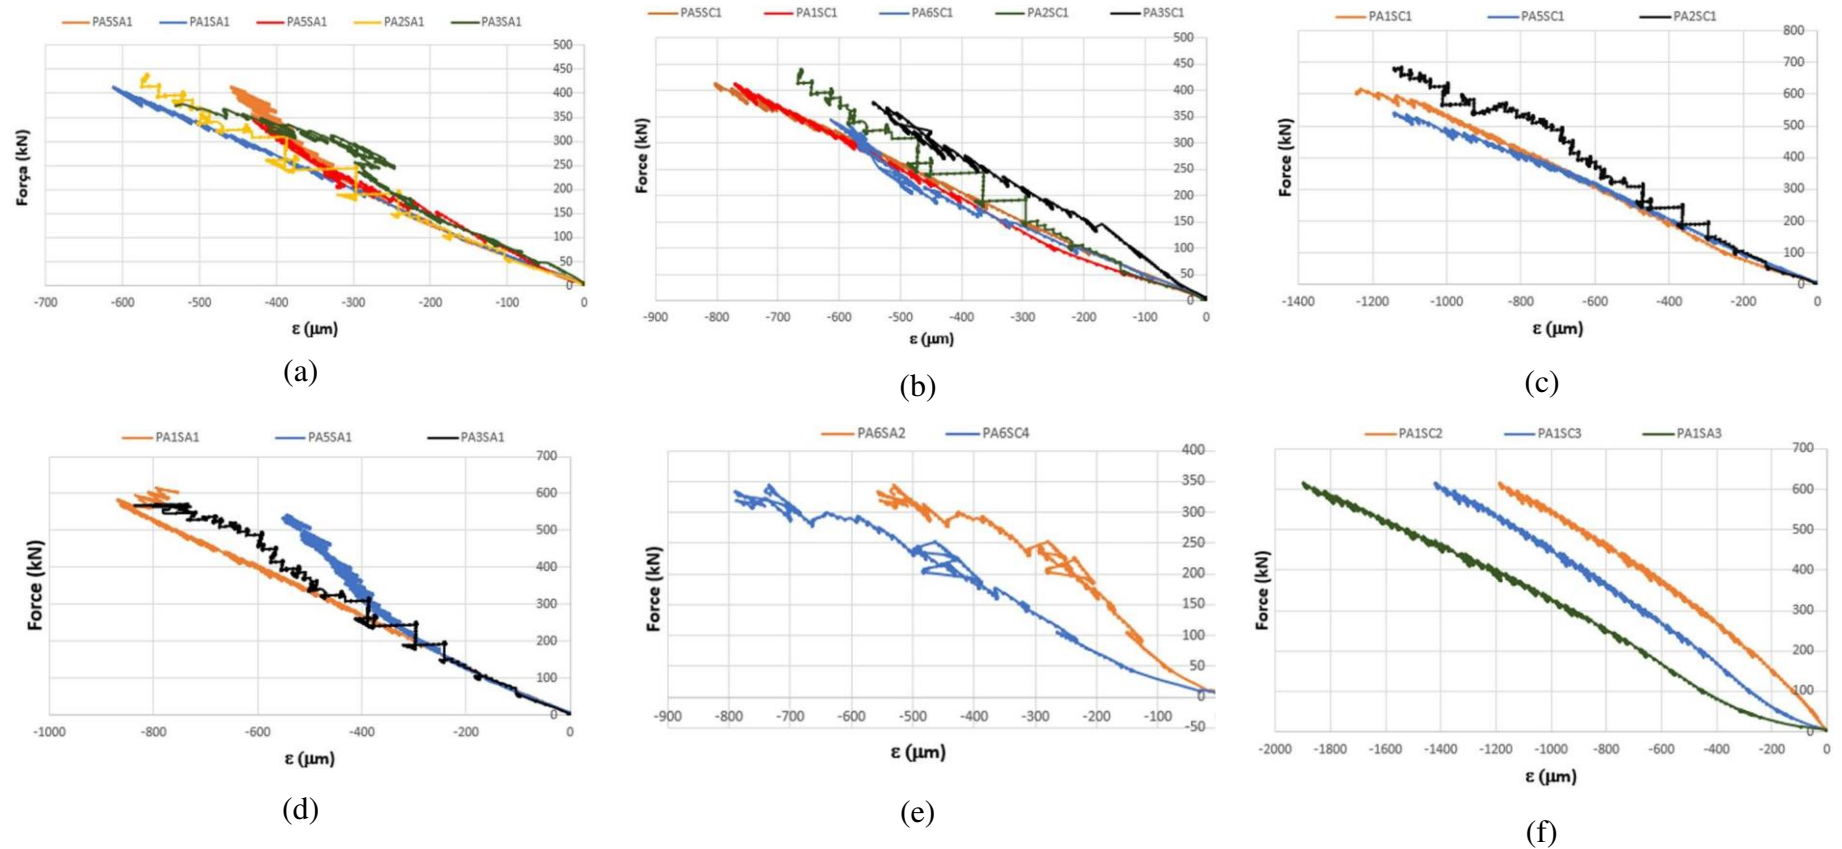 PA5SA1 PA1SA1 PA5SA1 PA2SA1 PA3SA1
500
450
400
350
300
250
200
150
100
50
0
Força (kN)
-700 -600 -500 -400 -300 -200 -100 0
ε (µm)
(a)
PA5SC1 PA1SC1 PA6SC1 PA2SC1 PA3SC1
500
450
400
350
300
250
200
150
100
50
0
Force (kN)
-900 -800 -700 -600 -500 -400 -300 -200 -100 0
ε (µm)
(b)
PA1SC1 PA5SC1 PA2SC1
800
700
600
500
400
300
200
100
0
Force (kN)
-1400 -1200 -1000 -800 -600 -400 -200 0
ε (µm)
(c)
PA1SA1 PA5SA1 PA3SA1
700
600
500
400
300
200
100
0
Force (kN)
-1000 -800 -600 -400 -200 0
ε (µm)
(d)
PA6SA2 PA6SC4
400
350
300
250
200
150
100
50
0
-50
Force (kN)
-900 -800 -700 -600 -500 -400 -300 -200 -100
ε (µm)
(e)
PA1SC2 PA1SC3 PA1SA3
700
600
500
400
300
200
100
0
Force (kN)
-2000 -1800 -1600 -1400 -1200 -1000 -800 -600 -400 -200 0
ε (µm)
(f)